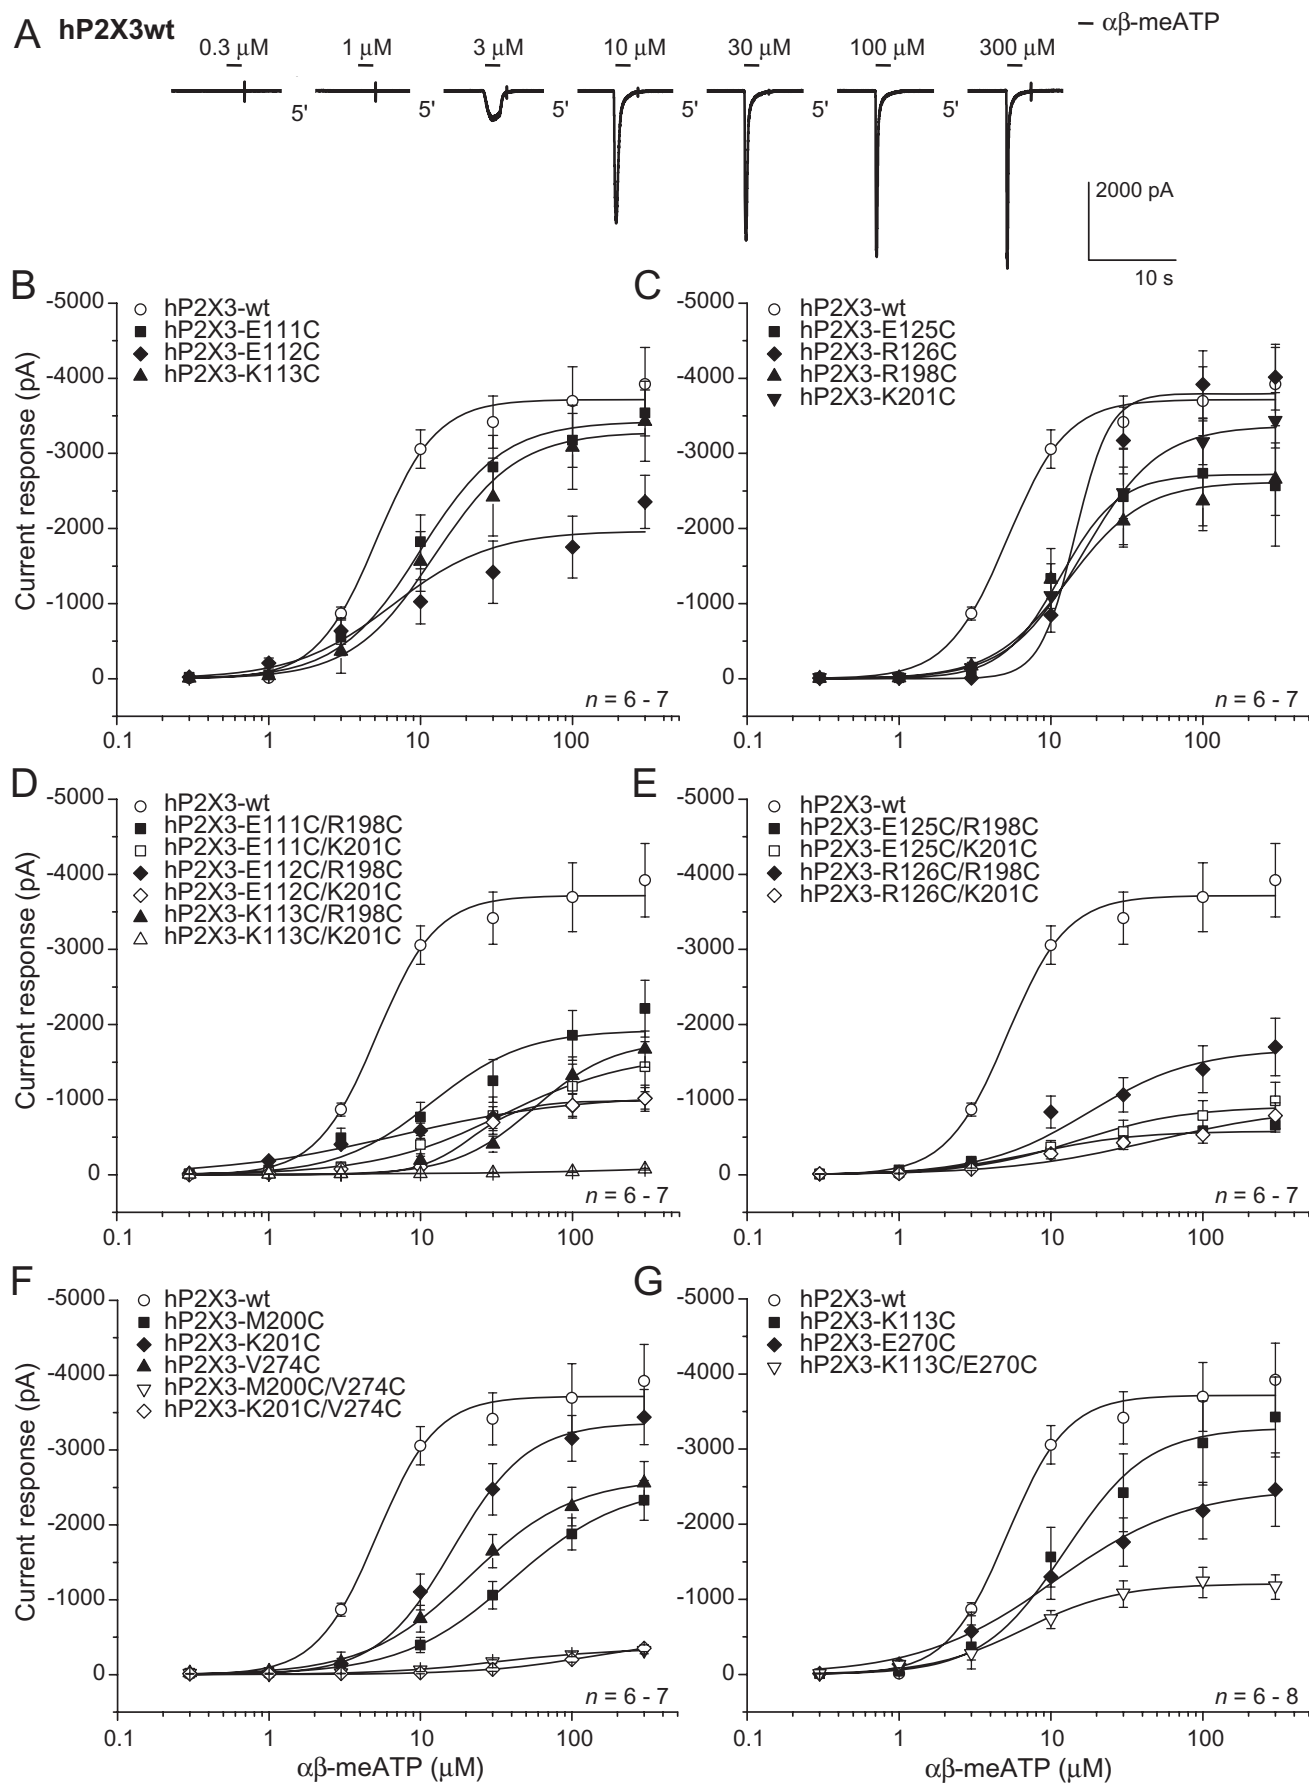 A hP2X3wt — αβ-meATP
0.3 μM 1 μM 3 μM 10 μM 30 μM 100 μM 300 μM
5' 5' 5' 5' 5' 5'
2000 pA
10 s
B
hP2X3-wt
hP2X3-E111C
hP2X3-E112C
hP2X3-K113C
Current response (pA)
-5000
-4000
-3000
-2000
-1000
0
n = 6 - 7
0.1 1 10 100
C
hP2X3-wt
hP2X3-E125C
hP2X3-R126C
hP2X3-R198C
hP2X3-K201C
-5000
-4000
-3000
-2000
-1000
0
n = 6 - 7
0.1 1 10 100
D
hP2X3-wt
hP2X3-E111C/R198C
hP2X3-E111C/K201C
hP2X3-E112C/R198C
hP2X3-E112C/K201C
hP2X3-K113C/R198C
hP2X3-K113C/K201C
Current response (pA)
-5000
-4000
-3000
-2000
-1000
0
n = 6 - 7
0.1 1 10 100
E
hP2X3-wt
hP2X3-E125C/R198C
hP2X3-E125C/K201C
hP2X3-R126C/R198C
hP2X3-R126C/K201C
-5000
-4000
-3000
-2000
-1000
0
n = 6 - 7
0.1 1 10 100
F
hP2X3-wt
hP2X3-M200C
hP2X3-K201C
hP2X3-V274C
hP2X3-M200C/V274C
hP2X3-K201C/V274C
Current response (pA)
-5000
-4000
-3000
-2000
-1000
0
n = 6 - 7
0.1 1 10 100
αβ-meATP (μM)
G
hP2X3-wt
hP2X3-K113C
hP2X3-E270C
hP2X3-K113C/E270C
-5000
-4000
-3000
-2000
-1000
0
n = 6 - 8
0.1 1 10 100
αβ-meATP (μM)